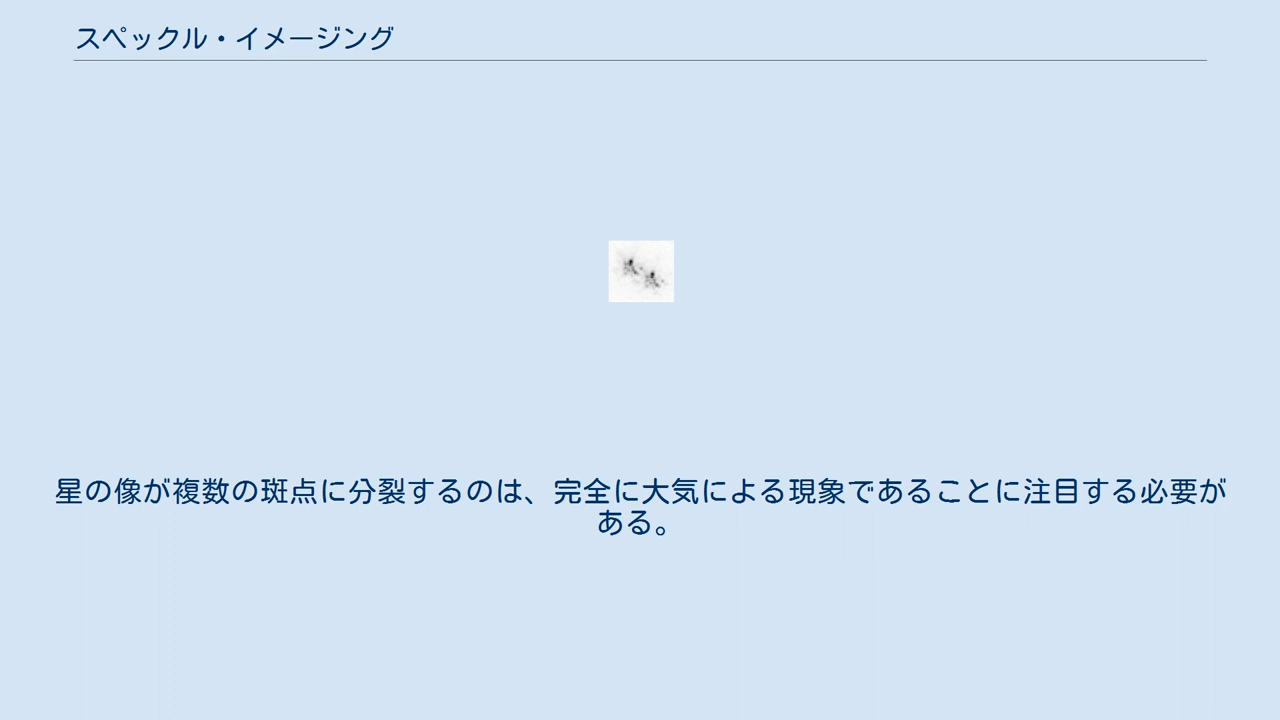 スペックル・イメージング
星の像が複数の斑点に分裂するのは、完全に大気による現象であることに注目する必要が
ある。